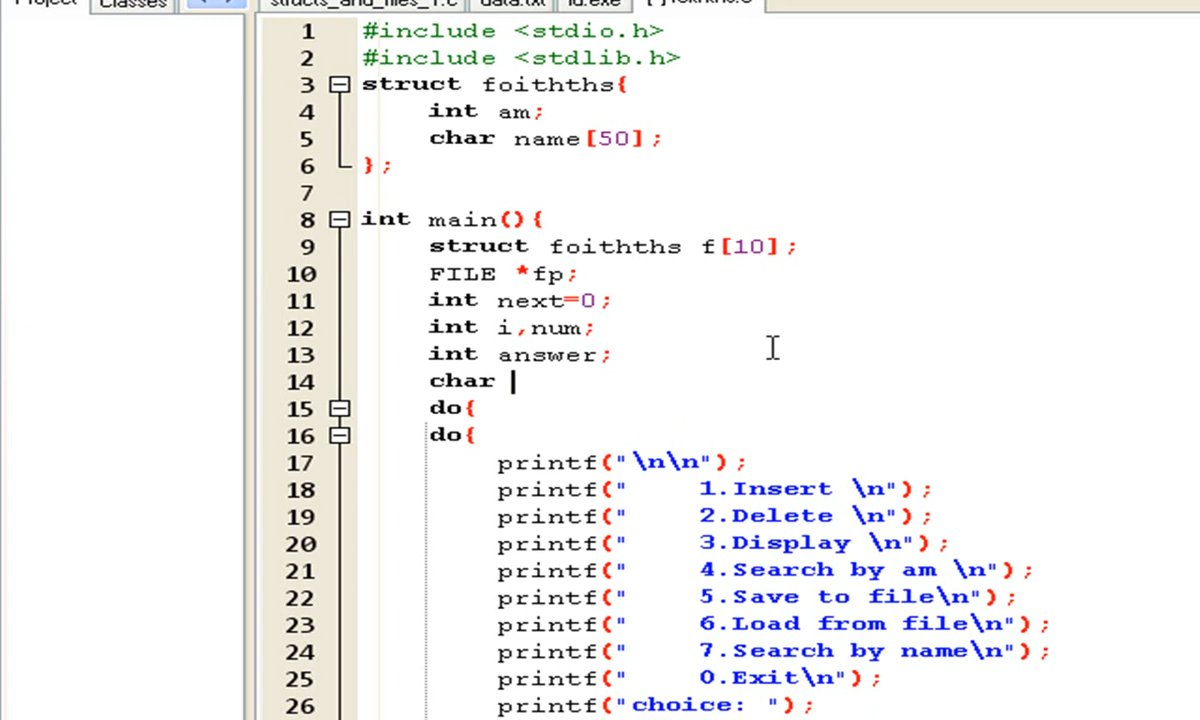 Project Classes structs_and_files_1.c data.txt id.exe
1 #include <stdio.h>
2 #include <stdlib.h>
3 struct foithths{
4 int am;
5 char name[50];
6 };
7
8 int main(){
9 struct foithths f[10];
10 FILE *fp;
11 int next=0;
12 int i,num;
13 int answer;
14 char
15 do{
16 do{
17 printf("\n\n");
18 printf("     1.Insert \n");
19 printf("     2.Delete \n");
20 printf("     3.Display \n");
21 printf("     4.Search by am \n");
22 printf("     5.Save to file\n");
23 printf("     6.Load from file\n");
24 printf("     7.Search by name\n");
25 printf("     0.Exit\n");
26 printf("choice: ");